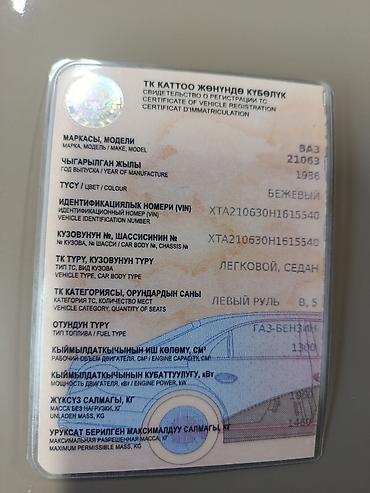 ТК КАТТОО ЖӨНҮНДӨ КҮБӨЛҮК
СВИДЕТЕЛЬСТВО О РЕГИСТРАЦИИ ТС
CERTIFICATE OF VEHICLE REGISTRATION
CERTIFICAT D'IMMATRICULATION
МАРКАСЫ, МОДЕЛИ
МАРКА, МОДЕЛЬ / MAKE, MODEL
ВАЗ
21063
ЧЫГАРЫЛГАН ЖЫЛЫ
ГОД ВЫПУСКА / YEAR OF MANUFACTURE
1986
ТҮСҮ / ЦВЕТ / COLOUR
БЕЖЕВЫЙ
ИДЕНТИФИКАЦИЯЛЫК НОМЕРИ (VIN)
ИДЕНТИФИКАЦИОННЫЙ НОМЕР (VIN)
VEHICLE IDENTIFICATION NUMBER
XTA210630H1615540
КУЗОВУНУН №, ШАССИСИНИН №
№ КУЗОВА, № ШАССИ / CAR BODY №, CHASSIS №
XTA210630H1615540
ТК ТҮРҮ, КУЗОВУНУН ТҮРҮ
ТИП ТС, ВИД КУЗОВА
VEHICLE TYPE, CAR BODY TYPE
ЛЕГКОВОЙ, СЕДАН
ТК КАТЕГОРИЯСЫ, ОРУНДАРДЫН САНЫ
КАТЕГОРИЯ ТС, КОЛИЧЕСТВО МЕСТ
VEHICLE CATEGORY, QUANTITY OF SEATS
ЛЕВЫЙ РУЛЬ B, 5
ОТУНДУН ТҮРҮ
ТИП ТОПЛИВА / FUEL TYPE
ГАЗ-БЕНЗИН
КЫЙМЫЛДАТКЫЧЫНЫН ИШ КӨЛӨМҮ, СМ³
РАБОЧИЙ ОБЪЕМ ДВИГАТЕЛЯ, СМ³ / ENGINE CAPACITY, СМ³
1300
КЫЙМЫЛДАТКЫЧЫНЫН КУБАТТУУЛУГУ, кВт
МОЩНОСТЬ ДВИГАТЕЛЯ, кВт / ENGINE POWER, kW
ЖҮКСҮЗ САЛМАГЫ, КГ
МАССА БЕЗ НАГРУЗКИ, КГ
UNLADEN MASS, KG
УРУКСАТ БЕРИЛГЕН МАКСИМАЛДУУ САЛМАГЫ, КГ
МАКСИМАЛЬНАЯ РАЗРЕШЕННАЯ МАССА, КГ
MAXIMUM PERMISSIBLE MASS, KG